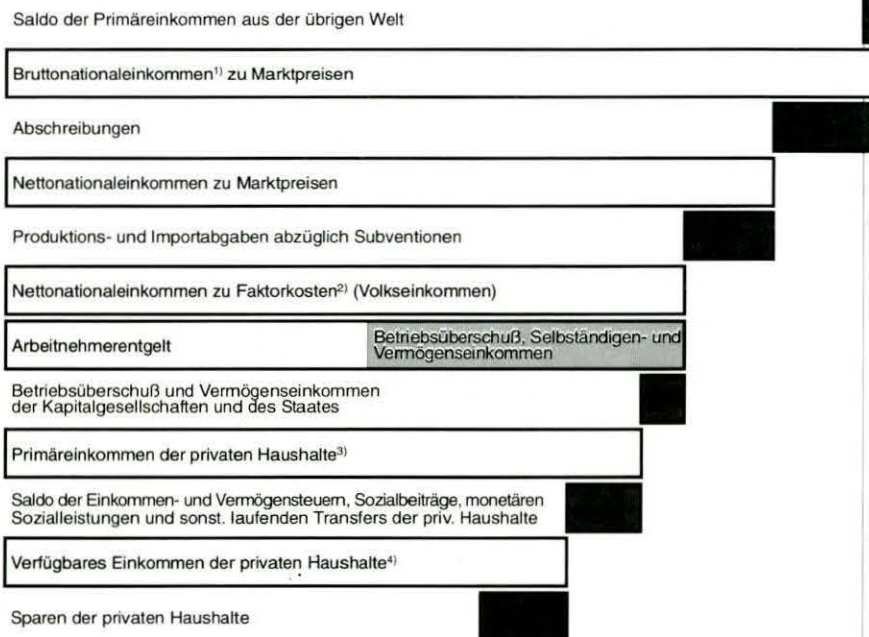 Saldo der Primäreinkommen aus der übrigen Welt
Bruttonationaleinkommen¹⁾ zu Marktpreisen
Abschreibungen
Nettonationaleinkommen zu Marktpreisen
Produktions- und Importabgaben abzüglich Subventionen
Nettonationaleinkommen zu Faktorkosten²⁾ (Volkseinkommen)
Arbeitnehmerentgelt
Betriebsüberschuß, Selbständigen- und
Vermögenseinkommen
Betriebsüberschuß und Vermögenseinkommen
der Kapitalgesellschaften und des Staates
Primäreinkommen der privaten Haushalte³⁾
Saldo der Einkommen- und Vermögensteuern, Sozialbeiträge, monetären
Sozialleistungen und sonst. laufenden Transfers der priv. Haushalte
Verfügbares Einkommen der privaten Haushalte⁴⁾
Sparen der privaten Haushalte